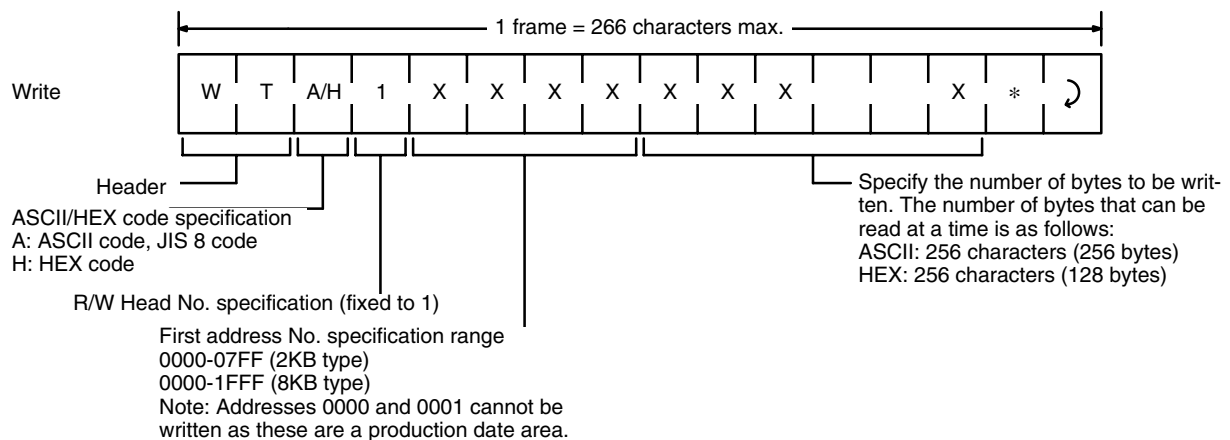 1 frame = 266 characters max.
Write
W T A/H 1 X X X X X X X X * ⤸
Header
ASCII/HEX code specification
A: ASCII code, JIS 8 code
H: HEX code
R/W Head No. specification (fixed to 1)
First address No. specification range
0000-07FF (2KB type)
0000-1FFF (8KB type)
Note: Addresses 0000 and 0001 cannot be
written as these are a production date area.
Specify the number of bytes to be writ-
ten. The number of bytes that can be
read at a time is as follows:
ASCII: 256 characters (256 bytes)
HEX: 256 characters (128 bytes)